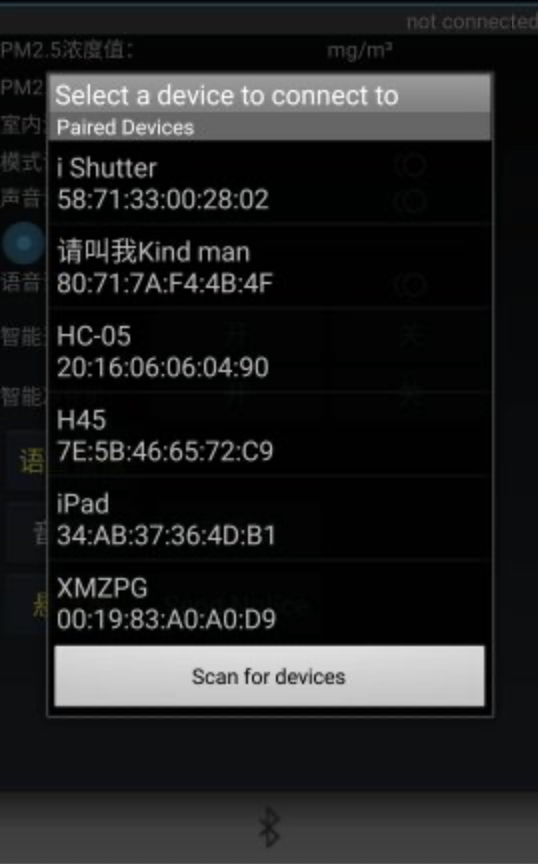 not connected
PM2.5浓度值: mg/m³
PM2
Select a device to connect to
Paired Devices
室内
i Shutter
模式
58:71:33:00:28:02
声音
请叫我Kind man
80:71:7A:F4:4B:4F
语音
HC-05
智能 开 关
20:16:06:06:04:90
智能 开 关
H45
7E:5B:46:65:72:C9
语
iPad
34:AB:37:36:4D:B1
音
XMZPG
00:19:83:A0:A0:D9
Scan for devices